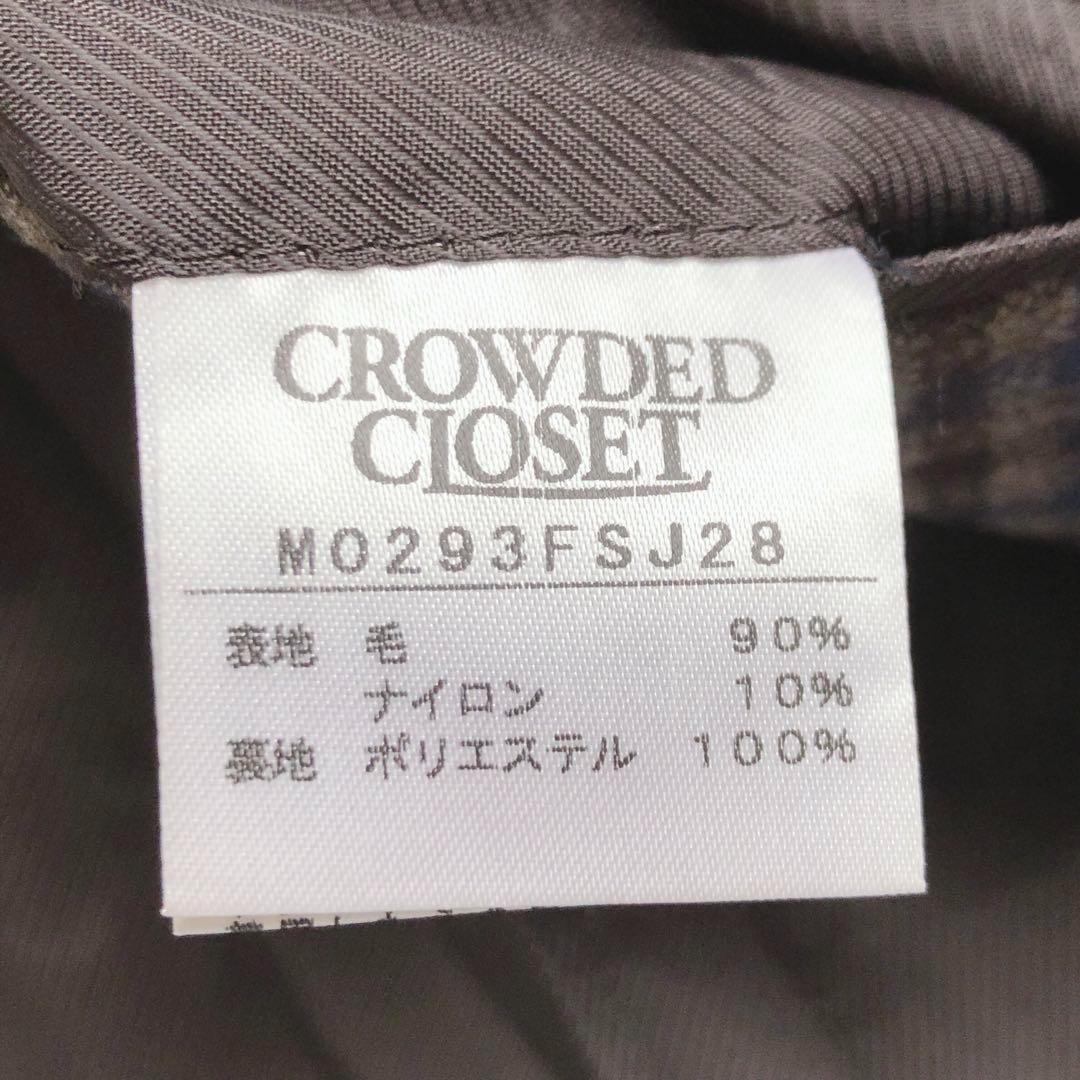 CROWDED
CLOSET
M0293FSJ28
表地 毛 90%
ナイロン 10%
裏地 ポリエステル 100%